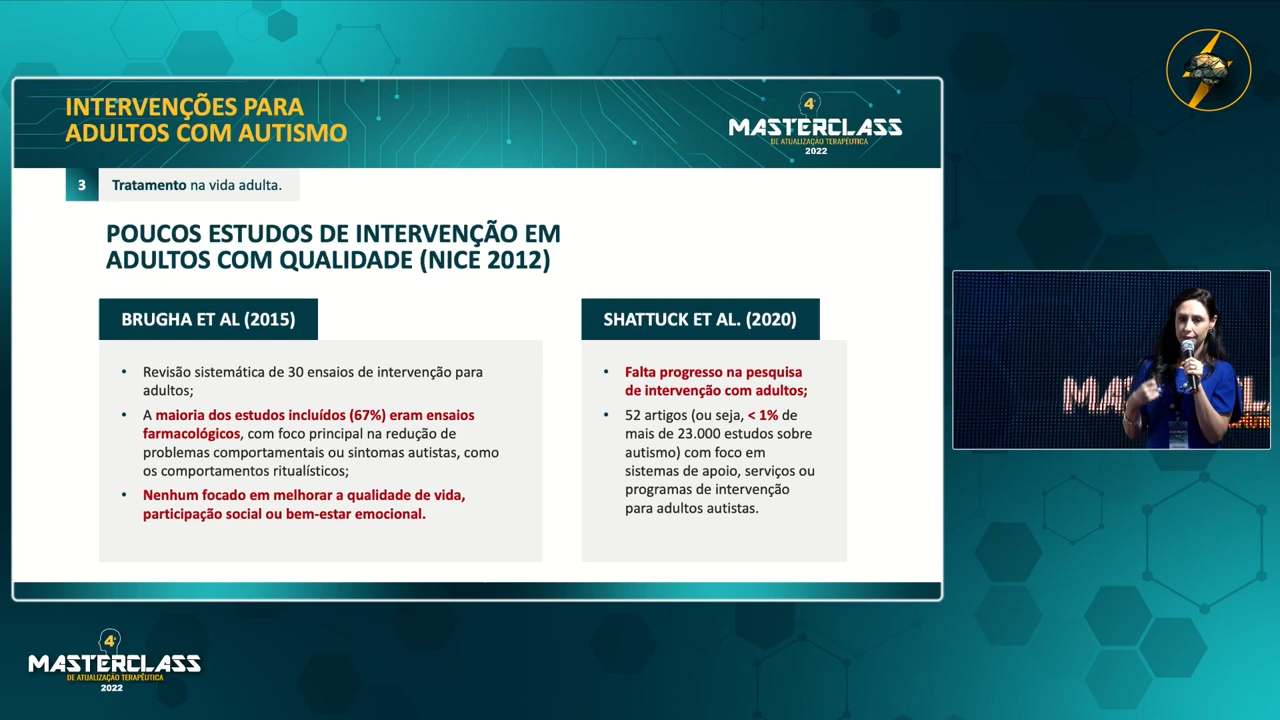 INTERVENÇÕES PARA
ADULTOS COM AUTISMO
4ª
MASTERCLASS
DE ATUALIZAÇÃO TERAPÊUTICA
2022
3 Tratamento na vida adulta.
POUCOS ESTUDOS DE INTERVENÇÃO EM
ADULTOS COM QUALIDADE (NICE 2012)
BRUGHA ET AL (2015)
• Revisão sistemática de 30 ensaios de intervenção para
adultos;
• A maioria dos estudos incluídos (67%) eram ensaios
farmacológicos, com foco principal na redução de
problemas comportamentais ou sintomas autistas, como
os comportamentos ritualísticos;
• Nenhum focado em melhorar a qualidade de vida,
participação social ou bem-estar emocional.
SHATTUCK ET AL. (2020)
• Falta progresso na pesquisa
de intervenção com adultos;
• 52 artigos (ou seja, < 1% de
mais de 23.000 estudos sobre
autismo) com foco em
sistemas de apoio, serviços ou
programas de intervenção
para adultos autistas.
4ª
MASTERCLASS
DE ATUALIZAÇÃO TERAPÊUTICA
2022